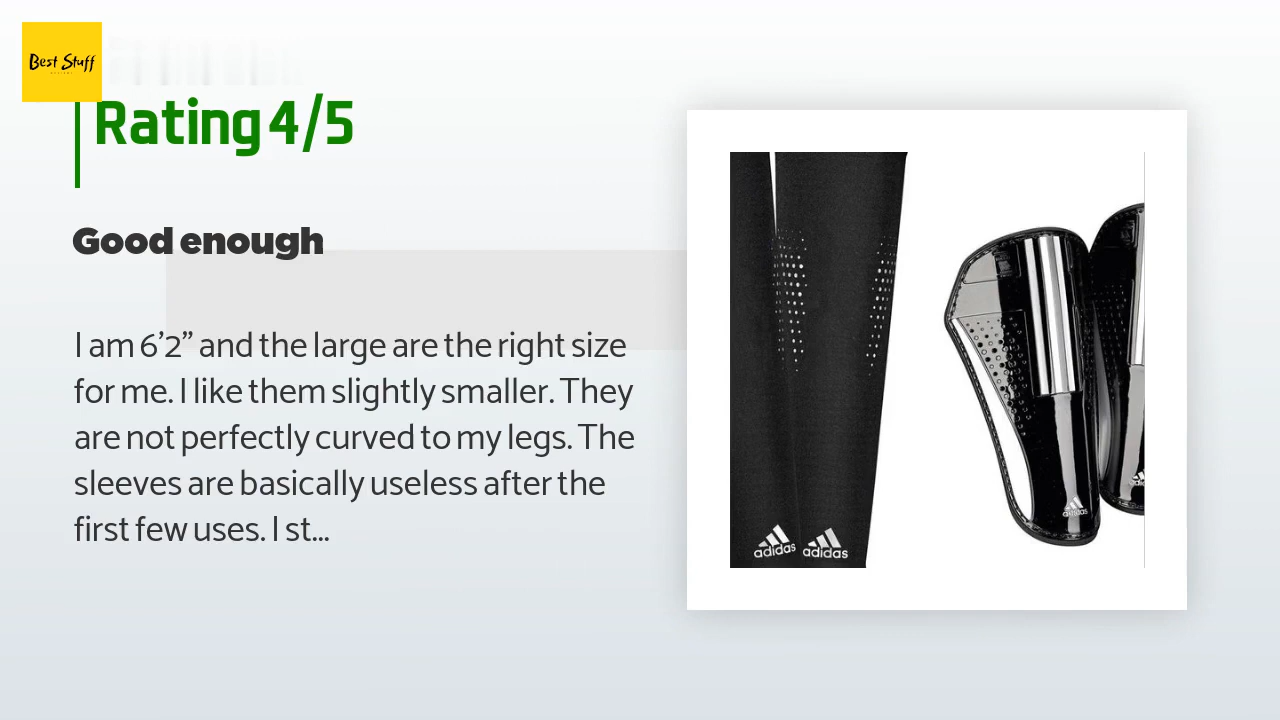 Best Stuff
Rating 4/5
Good enough
I am 6’2” and the large are the right size
for me. I like them slightly smaller. They
are not perfectly curved to my legs. The
sleeves are basically useless after the
first few uses. I st...
adidas adidas
adidas